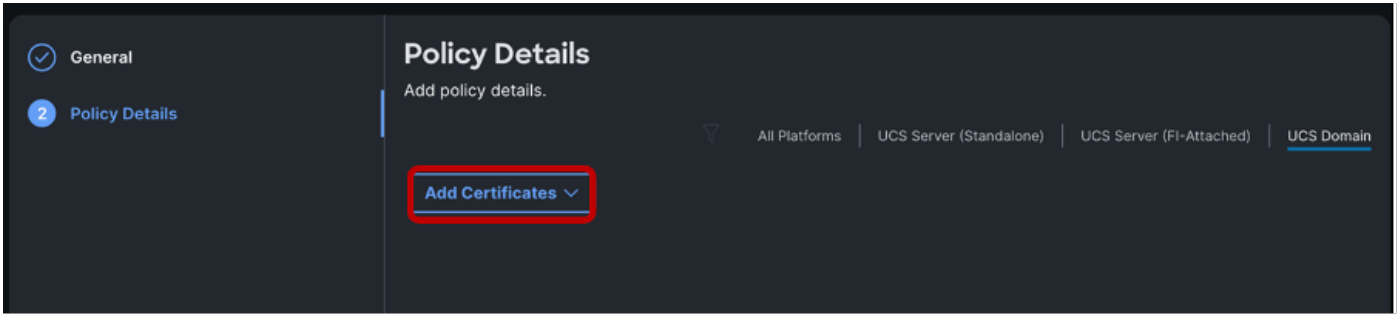 General
2 Policy Details
Policy Details
Add policy details.
All Platforms UCS Server (Standalone) UCS Server (FI-Attached) UCS Domain
Add Certificates